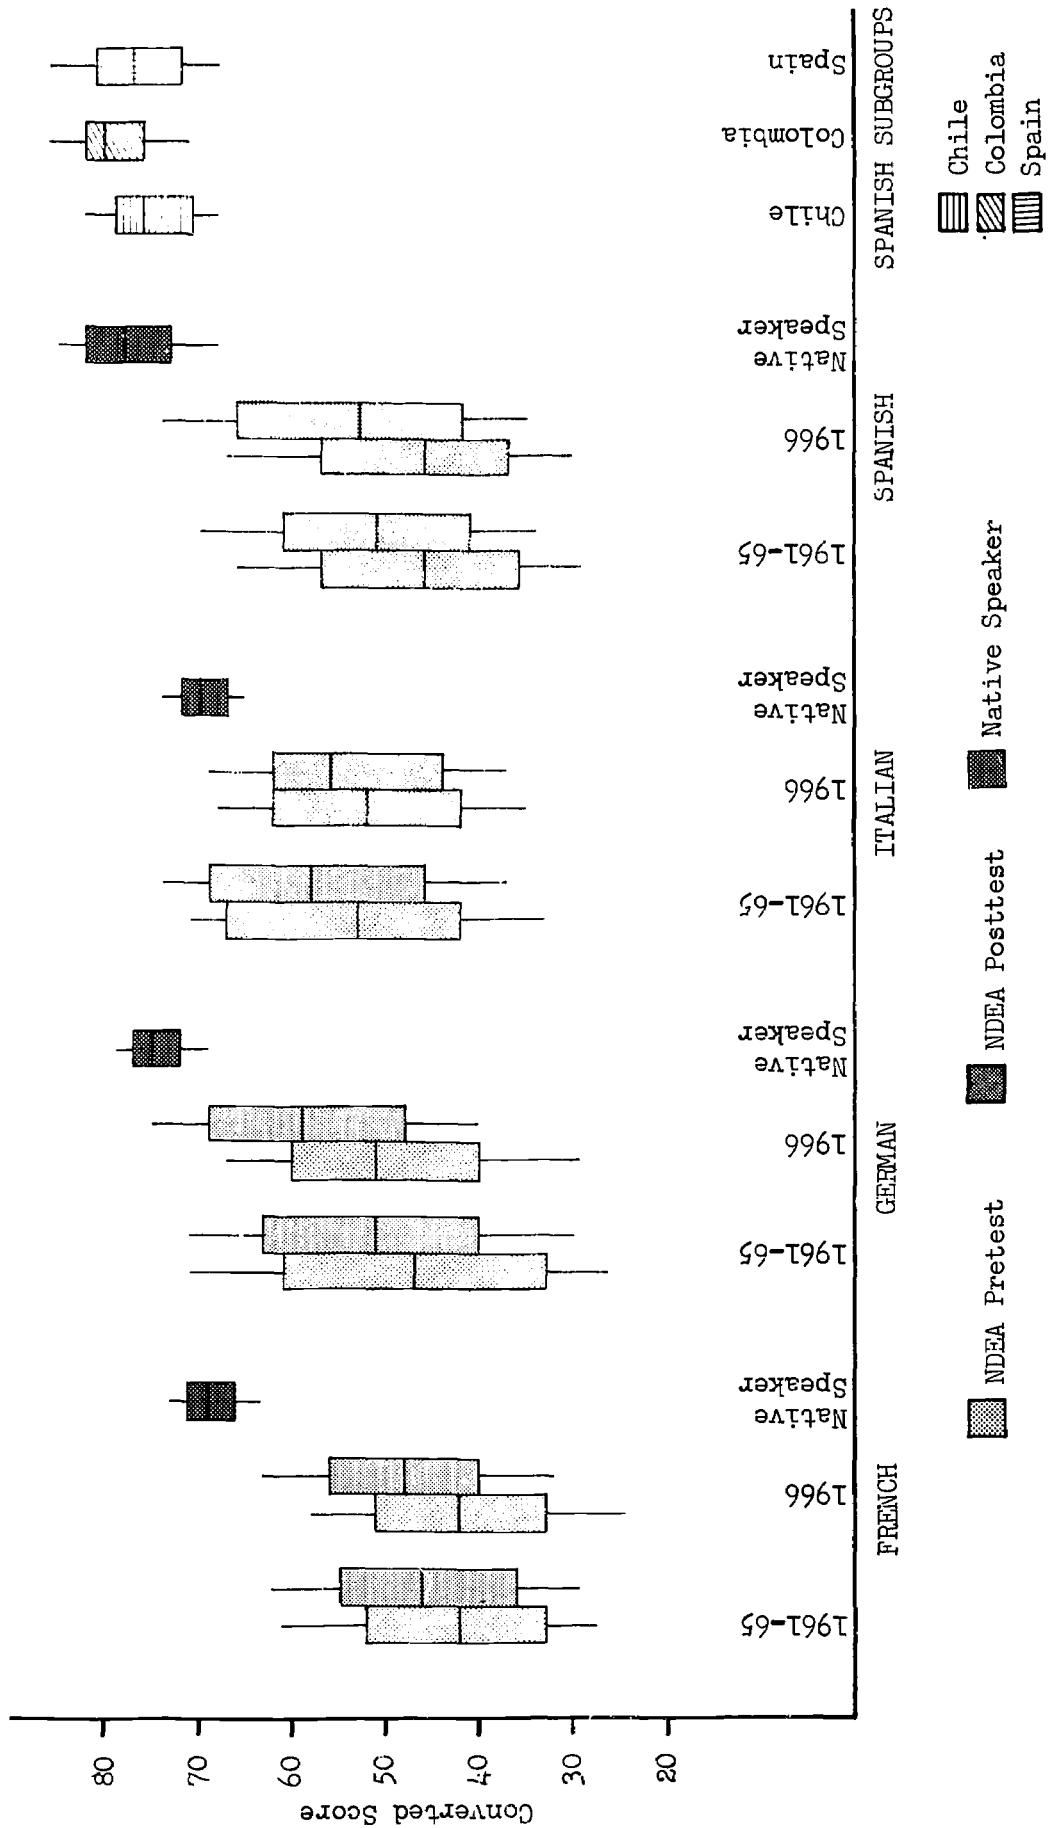 Converted Score
80
70
60
50
40
30
20
1961-65
1966
Native
Speaker
1961-65
1966
Native
Speaker
1961-65
1966
Native
Speaker
1961-65
1966
Native
Speaker
Chile
Colombia
Spain
FRENCH
GERMAN
ITALIAN
SPANISH
SPANISH SUBGROUPS
NDEA Pretest
NDEA Posttest
Native Speaker
Chile
Colombia
Spain